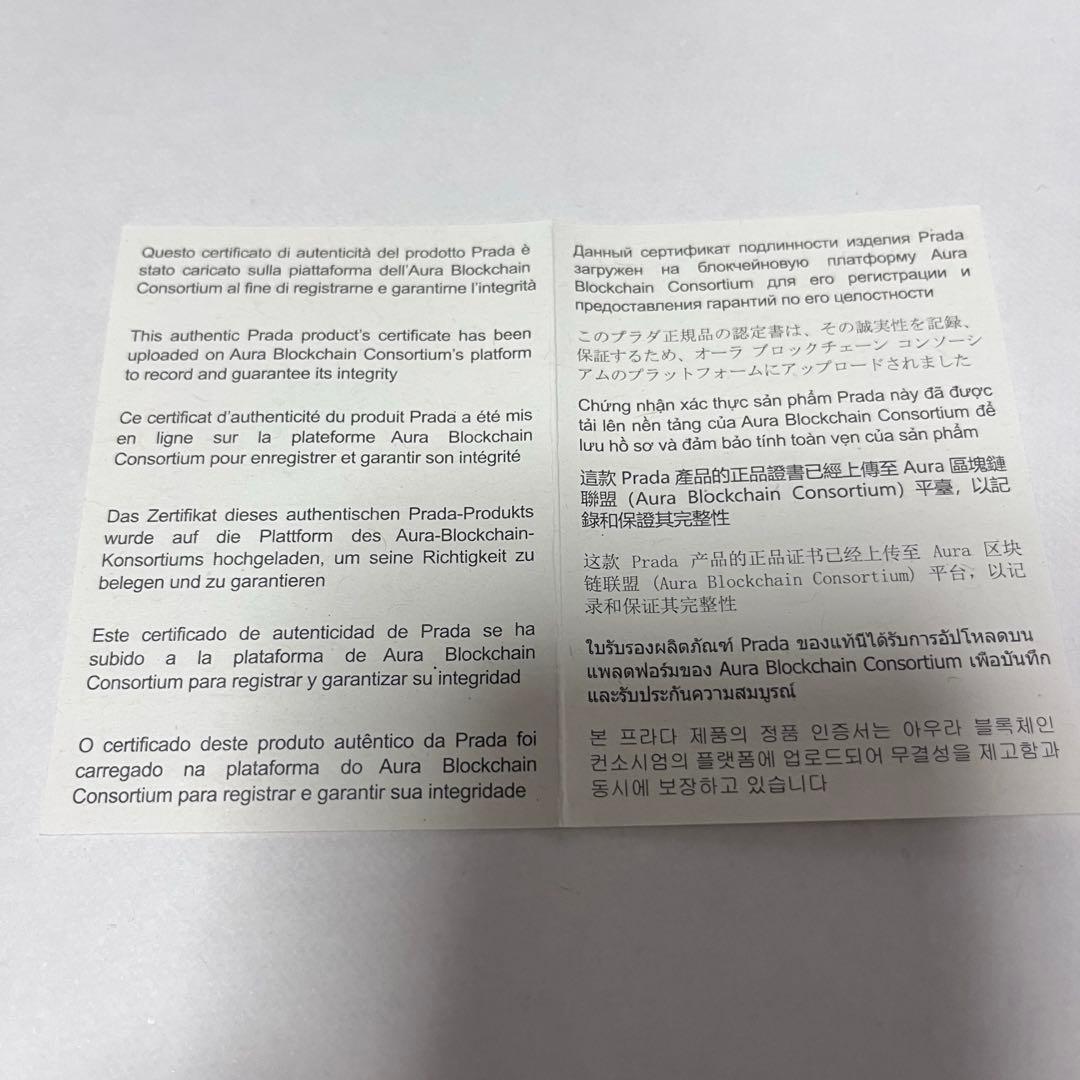 Questo certificato di autenticità del prodotto Prada è
stato caricato sulla piattaforma dell'Aura Blockchain
Consortium al fine di registrarne e garantirne l'integrità
This authentic Prada product's certificate has been
uploaded on Aura Blockchain Consortium's platform
to record and guarantee its integrity
Ce certificat d'authenticité du produit Prada a été mis
en ligne sur la plateforme Aura Blockchain
Consortium pour enregistrer et garantir son intégrité
Das Zertifikat dieses authentischen Prada-Produkts
wurde auf die Plattform des Aura-Blockchain-
Konsortiums hochgeladen, um seine Richtigkeit zu
belegen und zu garantieren
Este certificado de autenticidad de Prada se ha
subido a la plataforma de Aura Blockchain
Consortium para registrar y garantizar su integridad
O certificado deste produto autêntico da Prada foi
carregado na plataforma do Aura Blockchain
Consortium para registrar e garantir sua integridade
Данный сертификат подлинности изделия Prada
загружен на блокчейновую платформу Aura
Blockchain Consortium для его регистрации и
предоставления гарантий по его целостности
このプラダ正規品の認定書は、その誠実性を記録、
保証するため、オーラ ブロックチェーン コンソーシ
アムのプラットフォームにアップロードされました
Chứng nhận xác thực sản phẩm Prada này đã được
tải lên nền tảng của Aura Blockchain Consortium để
lưu hồ sơ và đảm bảo tính toàn vẹn của sản phẩm
這款 Prada 產品的正品證書已經上傳至 Aura 區塊鏈
聯盟（Aura Blockchain Consortium）平臺，以記
錄和保證其完整性
这款 Prada 产品的正品证书已经上传至 Aura 区块
链联盟（Aura Blockchain Consortium）平台，以记
录和保证其完整性
ใบรับรองผลิตภัณฑ์ Prada ของแท้นี้ได้รับการอัปโหลดบน
แพลตฟอร์มของ Aura Blockchain Consortium เพื่อบันทึก
และรับประกันความสมบูรณ์
본 프라다 제품의 정품 인증서는 아우라 블록체인
컨소시엄의 플랫폼에 업로드되어 무결성을 제고함과
동시에 보장하고 있습니다